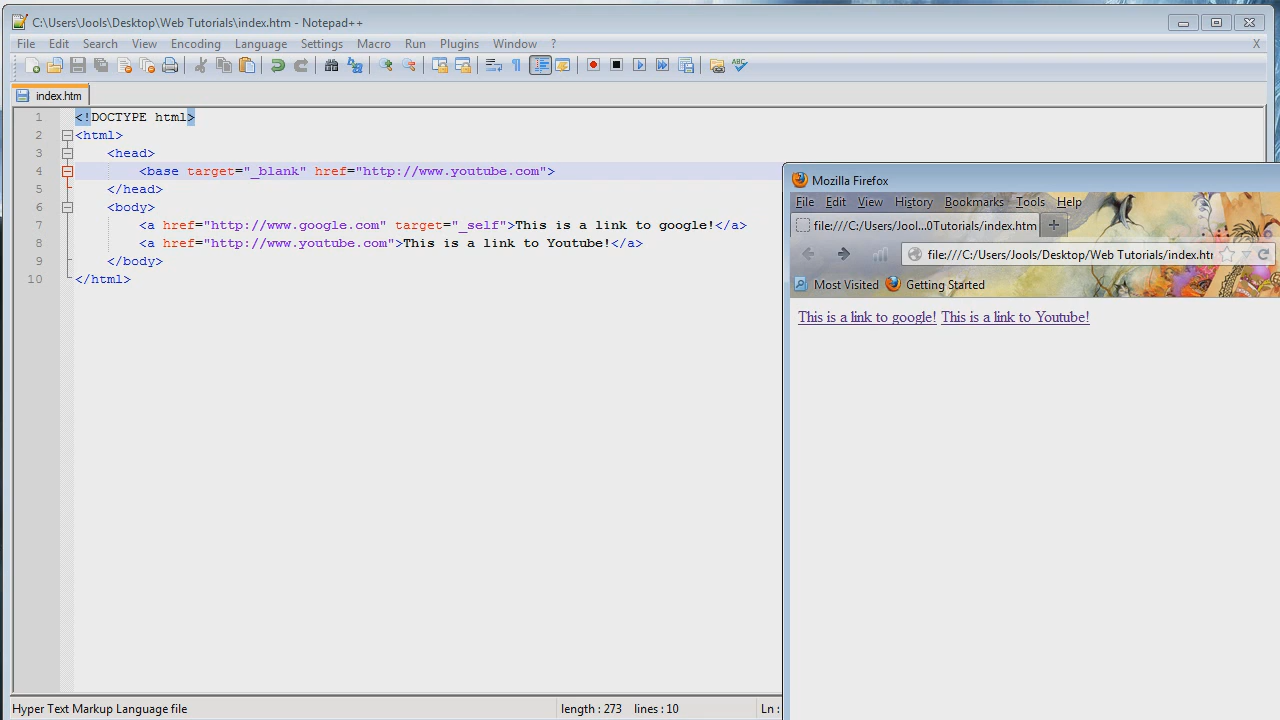 C:\Users\Jools\Desktop\Web Tutorials\index.htm - Notepad++
File Edit Search View Encoding Language Settings Macro Run Plugins Window ? X
index.htm
1 <!DOCTYPE html>
2 <html>
3 <head>
4 <base target="_blank" href="http://www.youtube.com">
5 </head>
6 <body>
7 <a href="http://www.google.com" target="_self">This is a link to google!</a>
8 <a href="http://www.youtube.com">This is a link to Youtube!</a>
9 </body>
10 </html>
Hyper Text Markup Language file length : 273 lines : 10 Ln :
Mozilla Firefox
File Edit View History Bookmarks Tools Help
file:///C:/Users/Jool...0Tutorials/index.htm
file:///C:/Users/Jools/Desktop/Web Tutorials/index.htm
Most Visited Getting Started
This is a link to google! This is a link to Youtube!